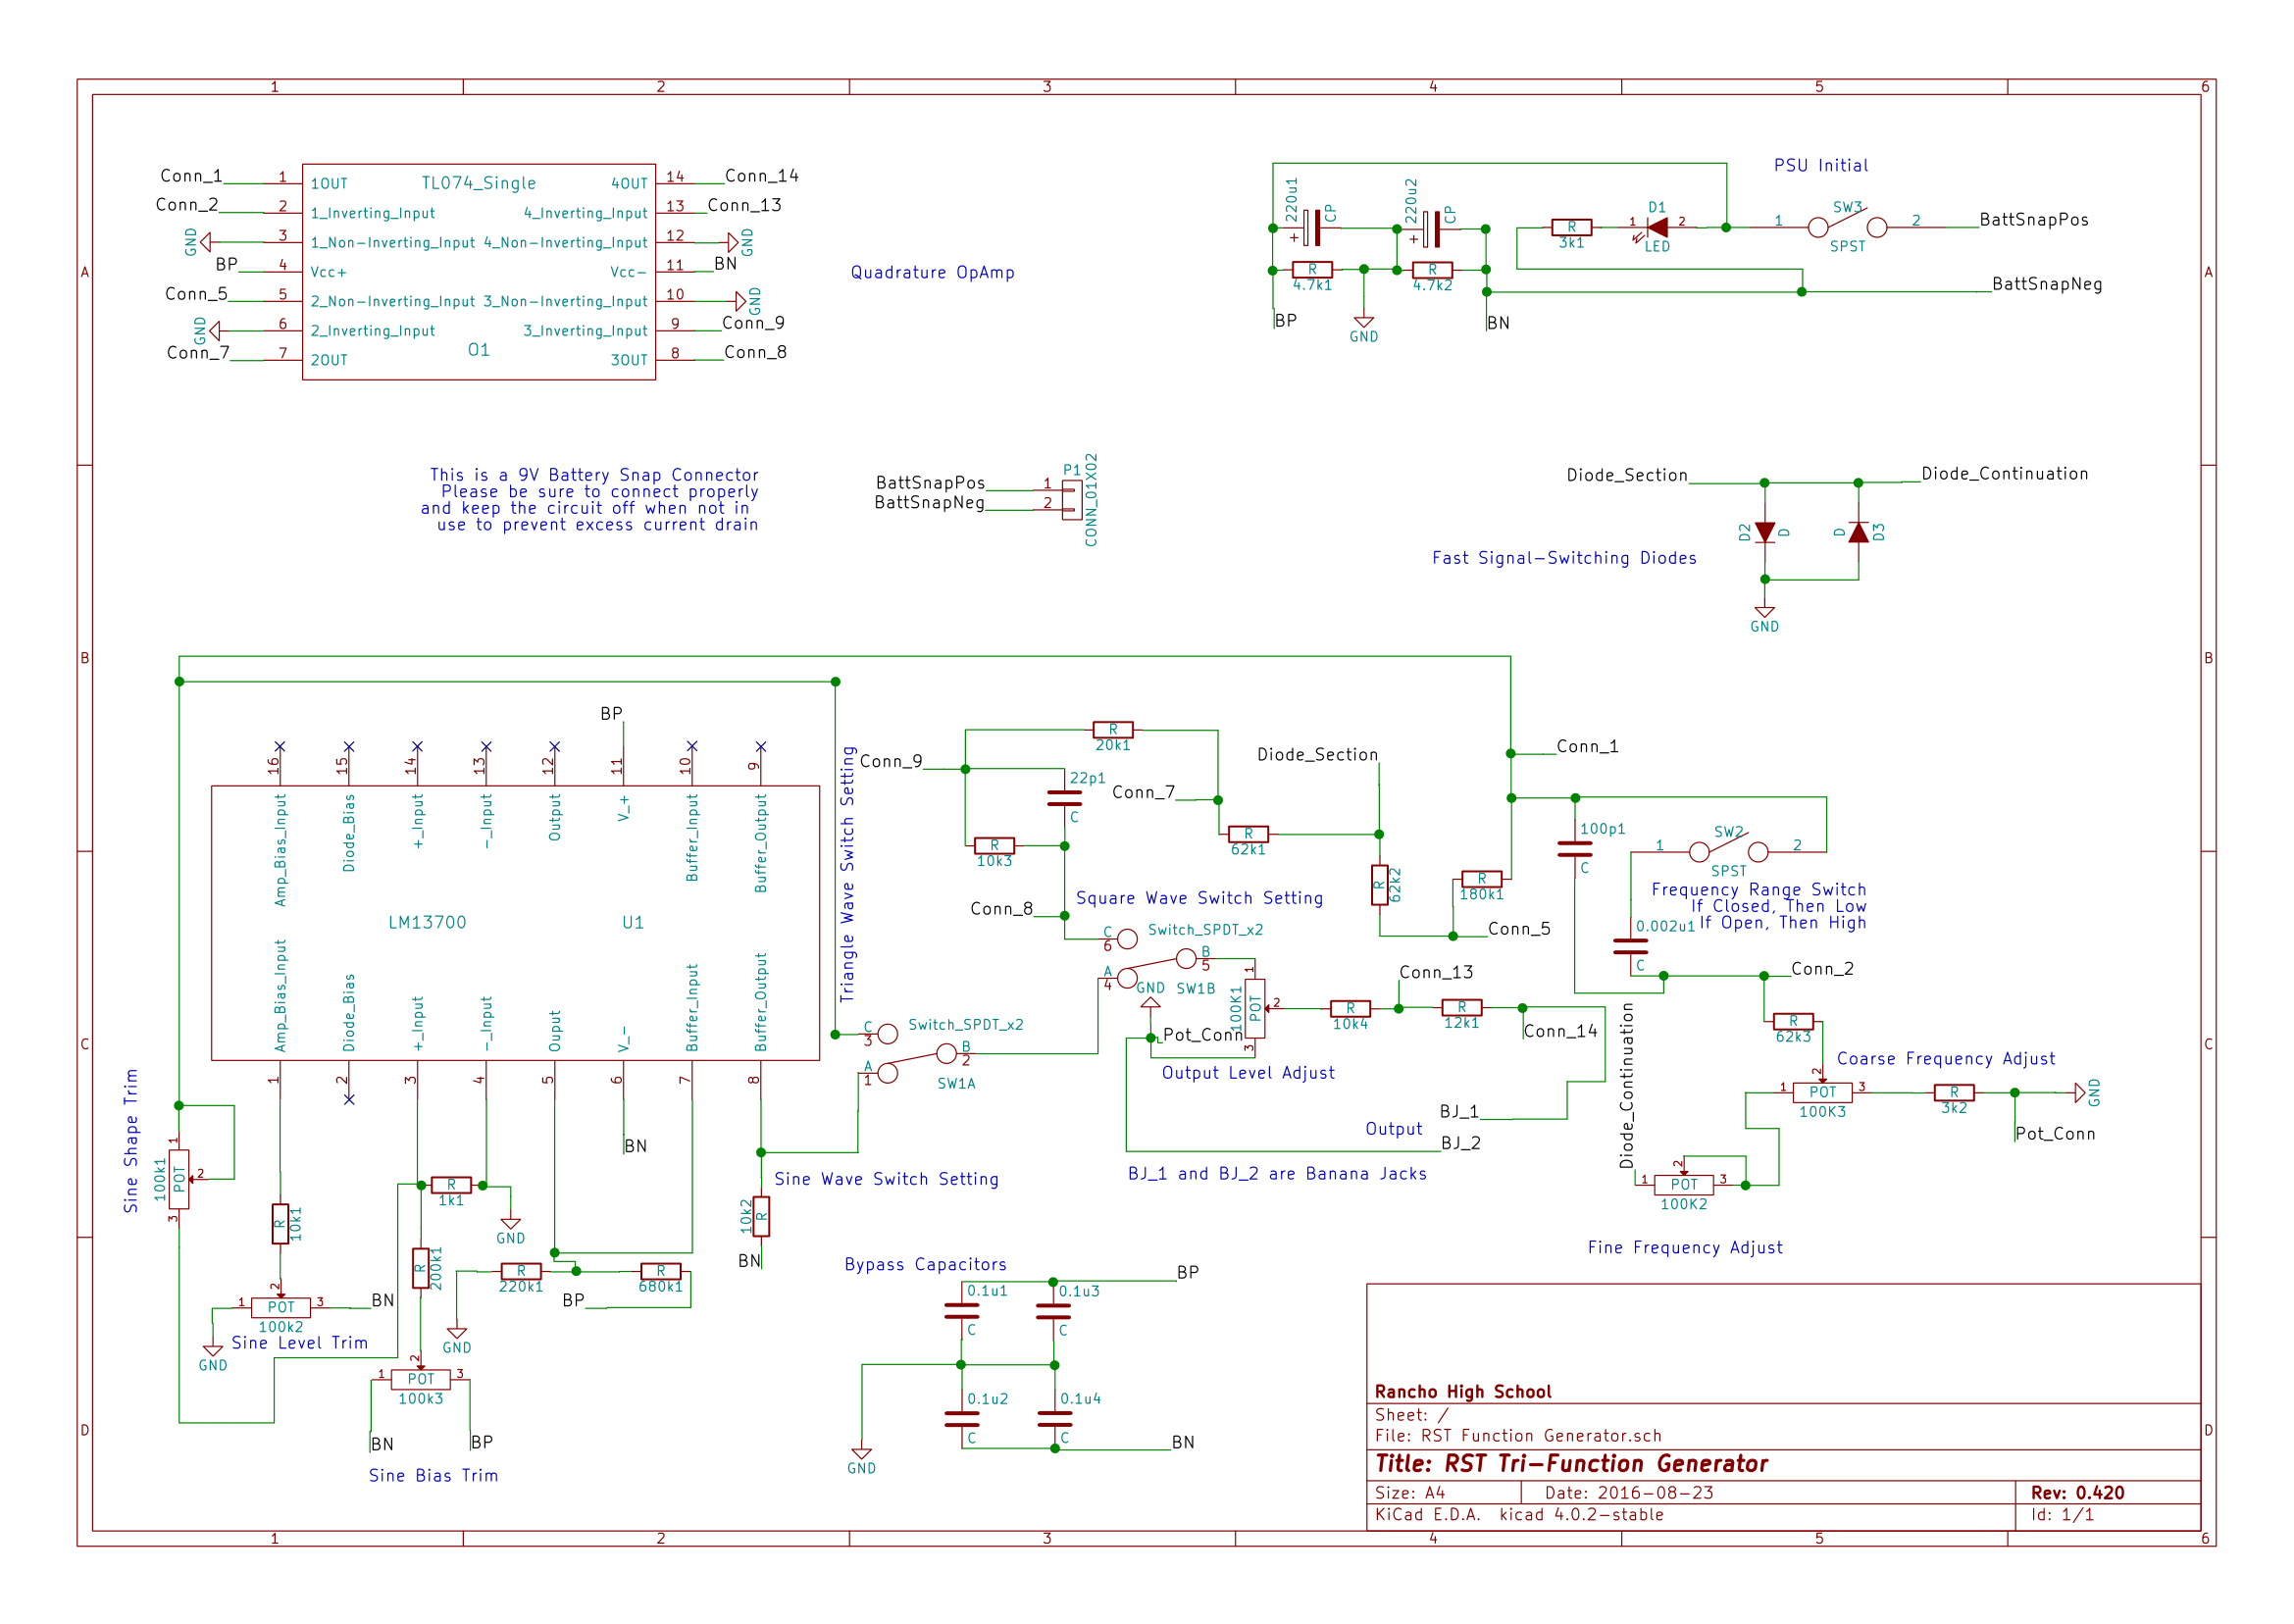 1 2 3 4 5 6
A
B
C
D
Conn_1
Conn_2
GND
BP
Conn_5
GND
Conn_7
1 1OUT
2 1_Inverting_Input
3 1_Non-Inverting_Input
4 Vcc+
5 2_Non-Inverting_Input
6 2_Inverting_Input
7 2OUT
TL074_Single
O1
4OUT 14
4_Inverting_Input 13
4_Non-Inverting_Input 12
Vcc- 11
3_Non-Inverting_Input 10
3_Inverting_Input 9
3OUT 8
Conn_14
Conn_13
GND
BN
GND
Conn_9
Conn_8
Quadrature OpAmp
PSU Initial
220u1
CP
+
220u2
CP
+
R
4.7k1
R
4.7k2
BP
GND
BN
R
3k1
D1
1 2
LED
SW3
1 2
SPST
BattSnapPos
BattSnapNeg
This is a 9V Battery Snap Connector
Please be sure to connect properly
and keep the circuit off when not in
use to prevent excess current drain
BattSnapPos
BattSnapNeg
P1
1
2
CONN_01X02
Diode_Section
Diode_Continuation
D2
D
D
D3
GND
Fast Signal-Switching Diodes
BP
16 15 14 13 12 11 10 9
Amp_Bias_Input
Diode_Bias
+_Input
-_Input
Output
V_+
Buffer_Input
Buffer_Output
LM13700
U1
Amp_Bias_Input
Diode_Bias
+_Input
-_Input
Output
V_-
Buffer_Input
Buffer_Output
1 2 3 4 5 6 7 8
BN
Triangle Wave Switch Setting
Sine Shape Trim
100k1
POT
1
2
3
R
10k1
1 POT 3
2
100k2
GND
BN
Sine Level Trim
R
1k1
GND
R
200k1
1 POT 3
2
100k3
BN
BP
Sine Bias Trim
R
220k1
R
680k1
BP
GND
10k2
R
BN
Sine Wave Switch Setting
C
3
A
1
B
2
Switch_SPDT_x2
SW1A
Conn_9
R
20k1
22p1
C
R
10k3
Conn_7
Conn_8
Diode_Section
R
62k1
R
62k2
R
180k1
Conn_5
Square Wave Switch Setting
C
6
A
4
B
5
Switch_SPDT_x2
SW1B
GND
Pot_Conn
100K1
POT
1
2
3
Output Level Adjust
R
10k4
Conn_13
R
12k1
Conn_14
BJ_1
Output
BJ_2
BJ_1 and BJ_2 are Banana Jacks
Conn_1
100p1
C
SW2
1 2
SPST
Frequency Range Switch
If Closed, Then Low
If Open, Then High
0.002u1
C
Conn_2
R
62k3
Coarse Frequency Adjust
1 POT 3
2
100K3
R
3k2
GND
Pot_Conn
Diode_Continuation
1 POT 3
2
100K2
Fine Frequency Adjust
Bypass Capacitors
BP
0.1u1
C
0.1u3
C
0.1u2
C
0.1u4
C
GND
BN
Rancho High School
Sheet: /
File: RST Function Generator.sch
Title: RST Tri-Function Generator
Size: A4
Date: 2016-08-23
Rev: 0.420
KiCad E.D.A. kicad 4.0.2-stable
Id: 1/1
1 2 3 4 5 6
A
B
C
D